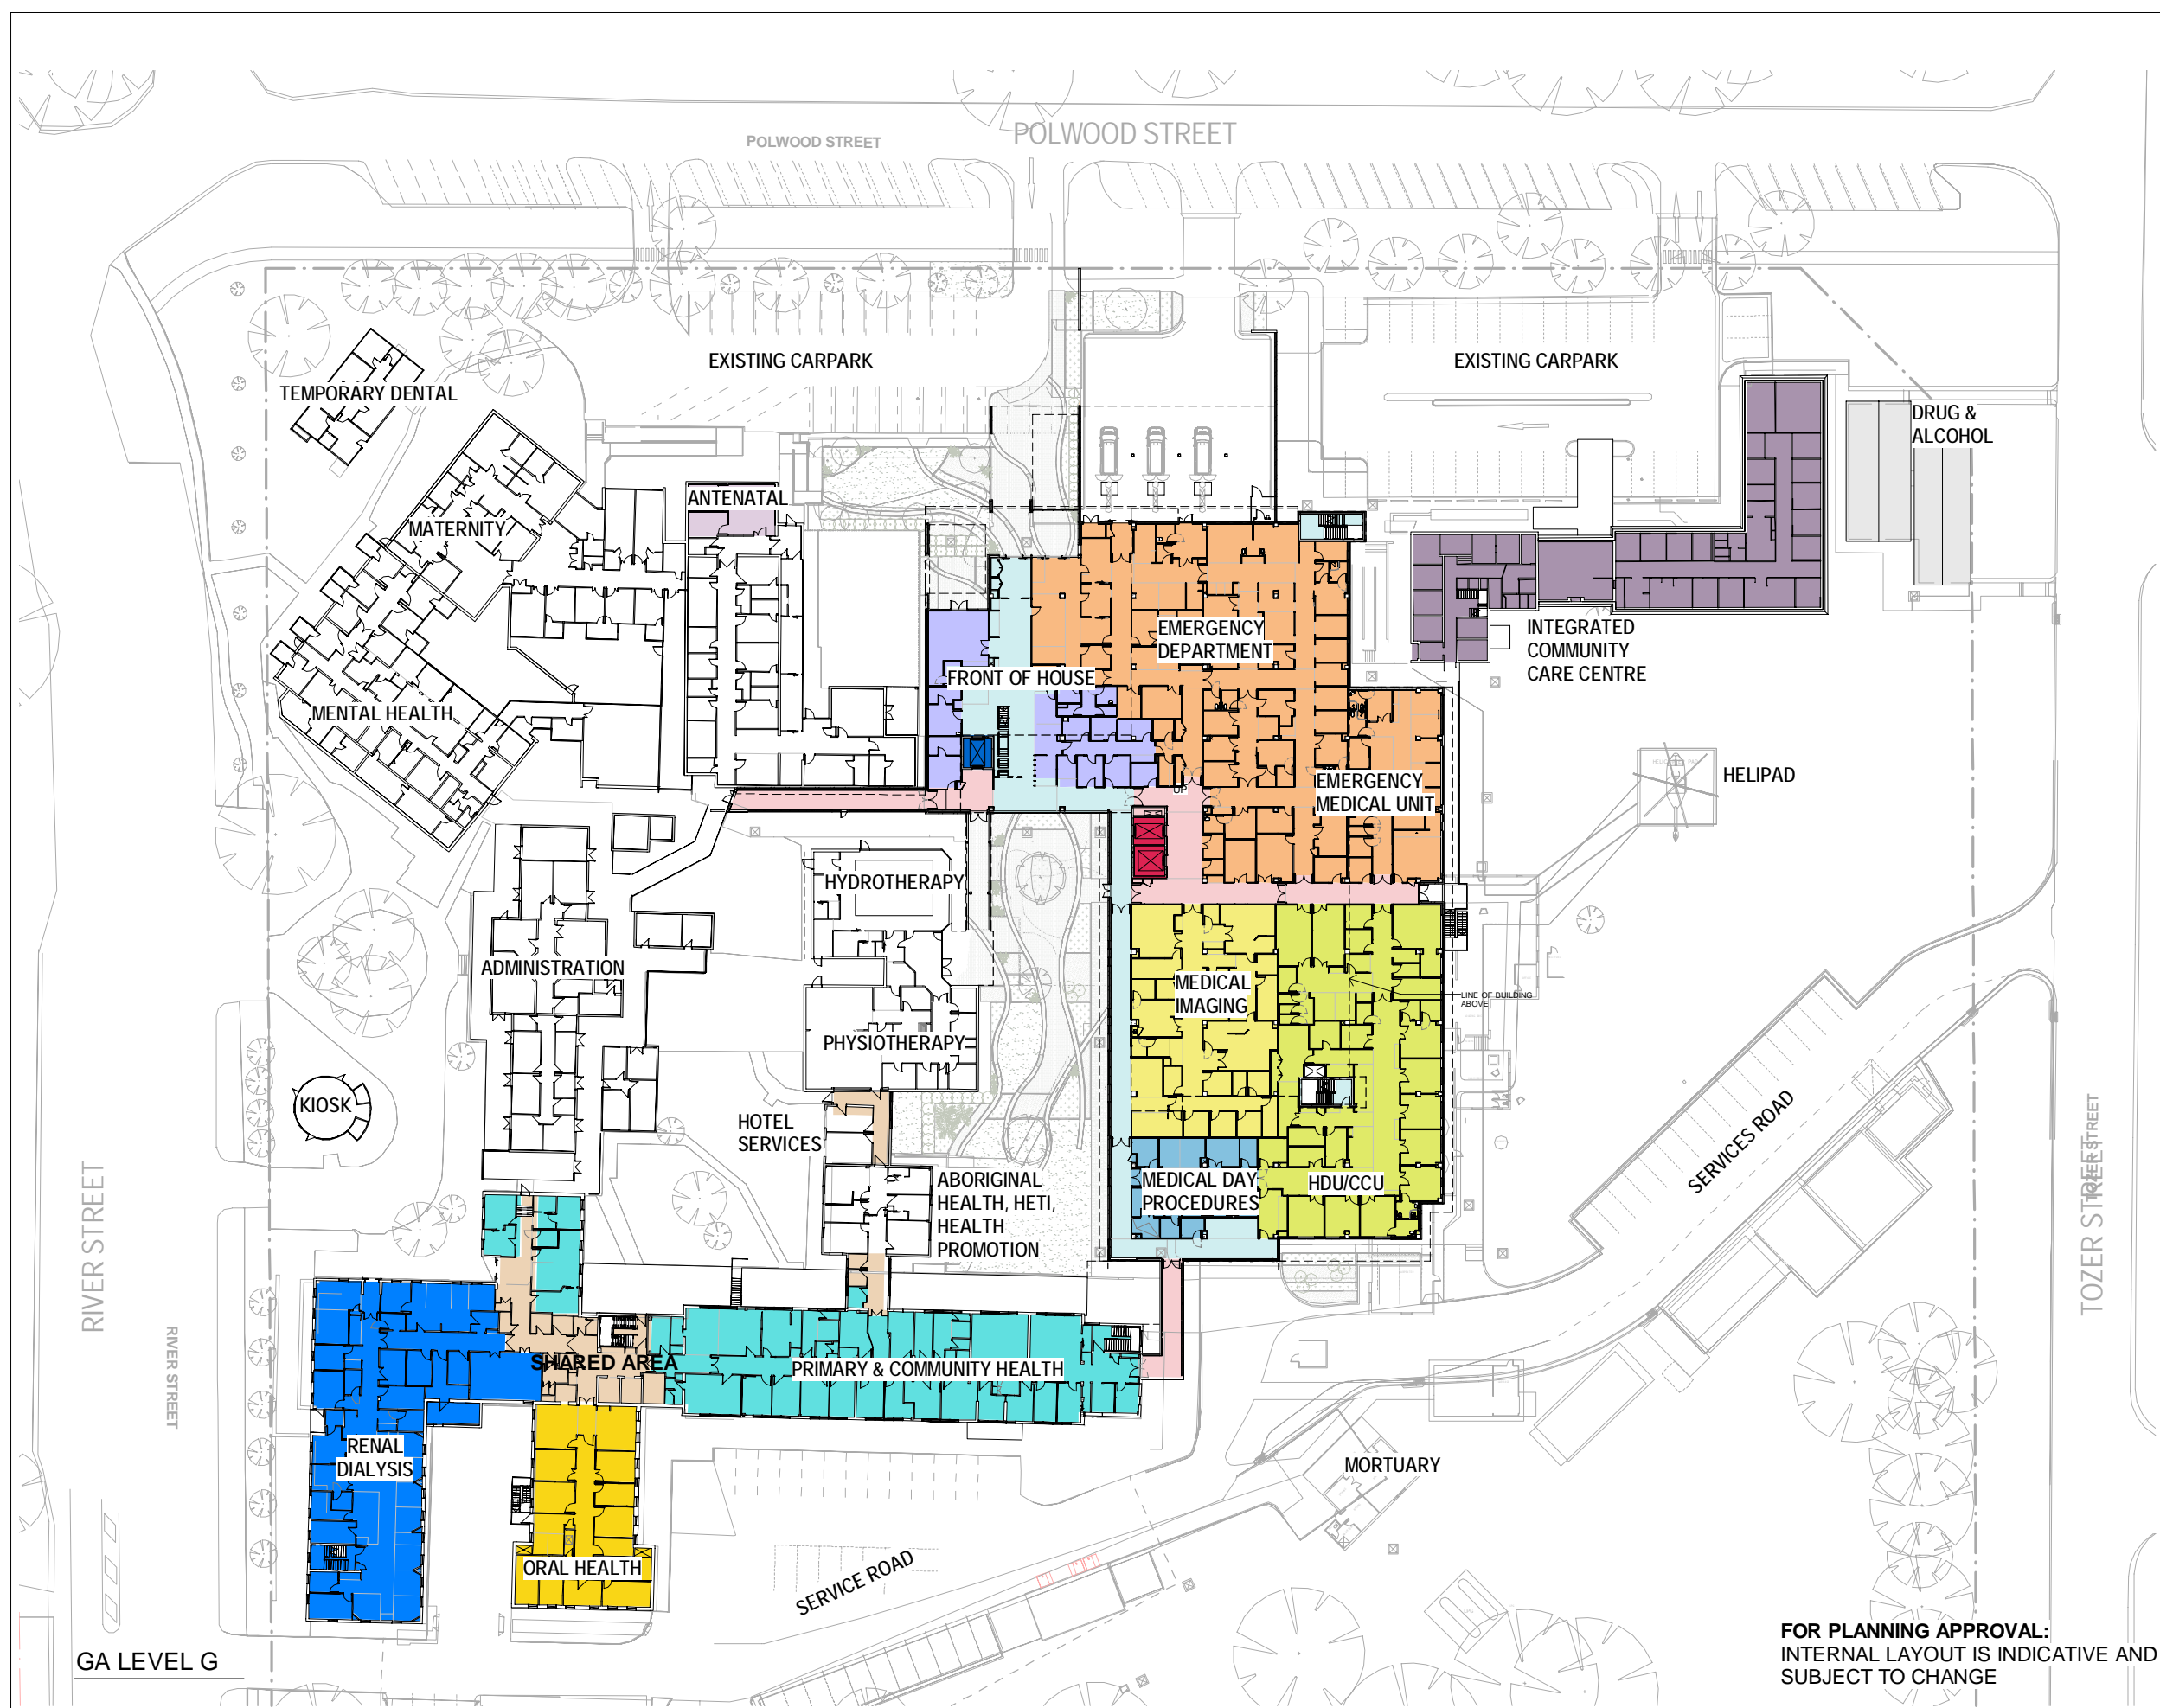 POLWOOD STREET
POLWOOD STREET
EXISTING CARPARK
EXISTING CARPARK
TEMPORARY DENTAL
DRUG &
ALCOHOL
ANTENATAL
MATERNITY
EMERGENCY
DEPARTMENT
INTEGRATED
COMMUNITY
CARE CENTRE
FRONT OF HOUSE
MENTAL HEALTH
HELIPAD
EMERGENCY
MEDICAL UNIT
UP
HYDROTHERAPY
ADMINISTRATION
MEDICAL
IMAGING
LINE OF BUILDING
ABOVE
PHYSIOTHERAPY
KIOSK
HOTEL
SERVICES
SERVICES ROAD
ABORIGINAL
HEALTH, HETI,
HEALTH
PROMOTION
MEDICAL DAY
PROCEDURES
HDU/CCU
RIVER STREET
RIVER STREET
TOZER STREET
TOZER STREET
SHARED AREA
PRIMARY & COMMUNITY HEALTH
RENAL
DIALYSIS
MORTUARY
ORAL HEALTH
SERVICE ROAD
GA LEVEL G
FOR PLANNING APPROVAL:
INTERNAL LAYOUT IS INDICATIVE AND
SUBJECT TO CHANGE